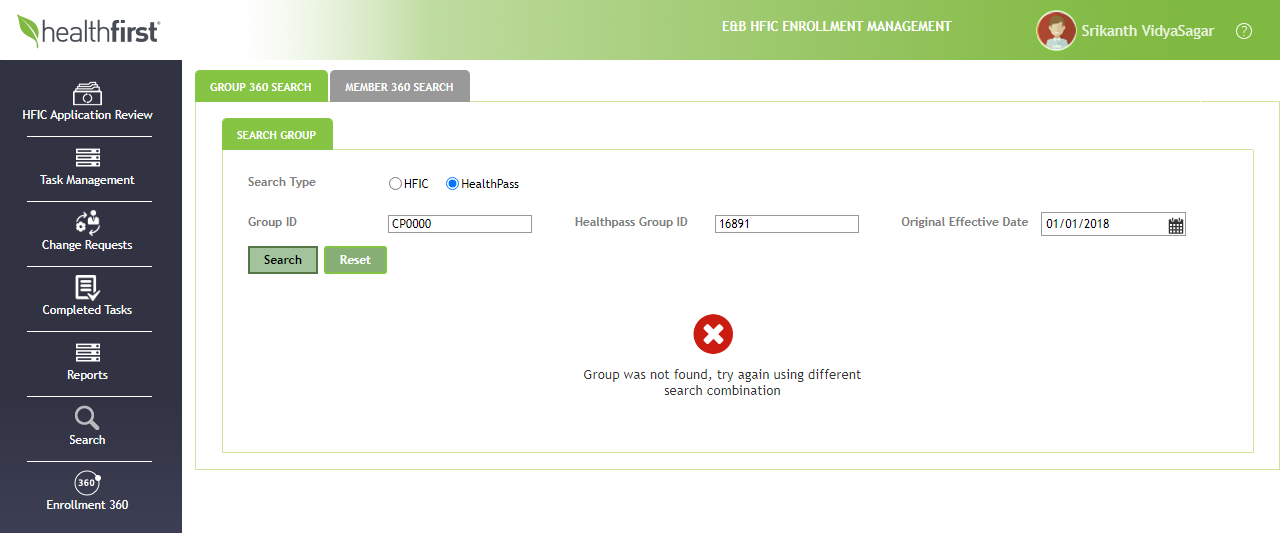 healthfirst
E&B HFIC ENROLLMENT MANAGEMENT
Srikanth VidyaSagar
?
HFIC Application Review
Task Management
Change Requests
Completed Tasks
Reports
Search
360
Enrollment 360
GROUP 360 SEARCH
MEMBER 360 SEARCH
SEARCH GROUP
Search Type
HFIC
HealthPass
Group ID
CP0000
Healthpass Group ID
16891
Original Effective Date
01/01/2018
Search
Reset
Group was not found, try again using different
search combination